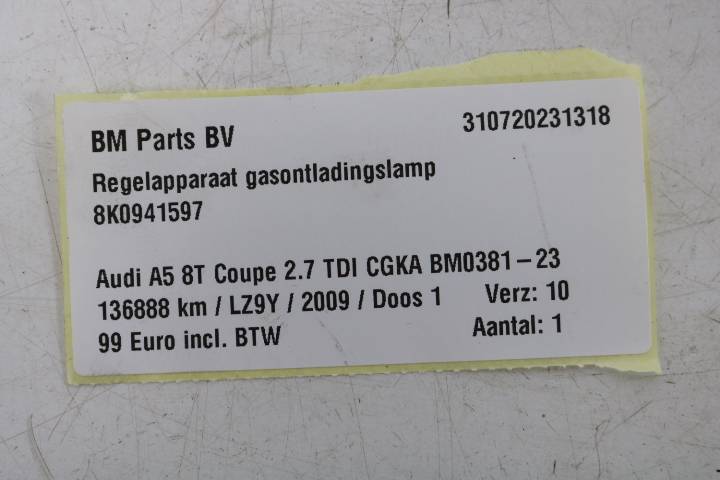 BM Parts BV 310720231318
Regelapparaat gasontladingslamp
8K0941597
Audi A5 8T Coupe 2.7 TDI CGKA BM0381-23
136888 km / LZ9Y / 2009 / Doos 1 Verz: 10
99 Euro incl. BTW Aantal: 1